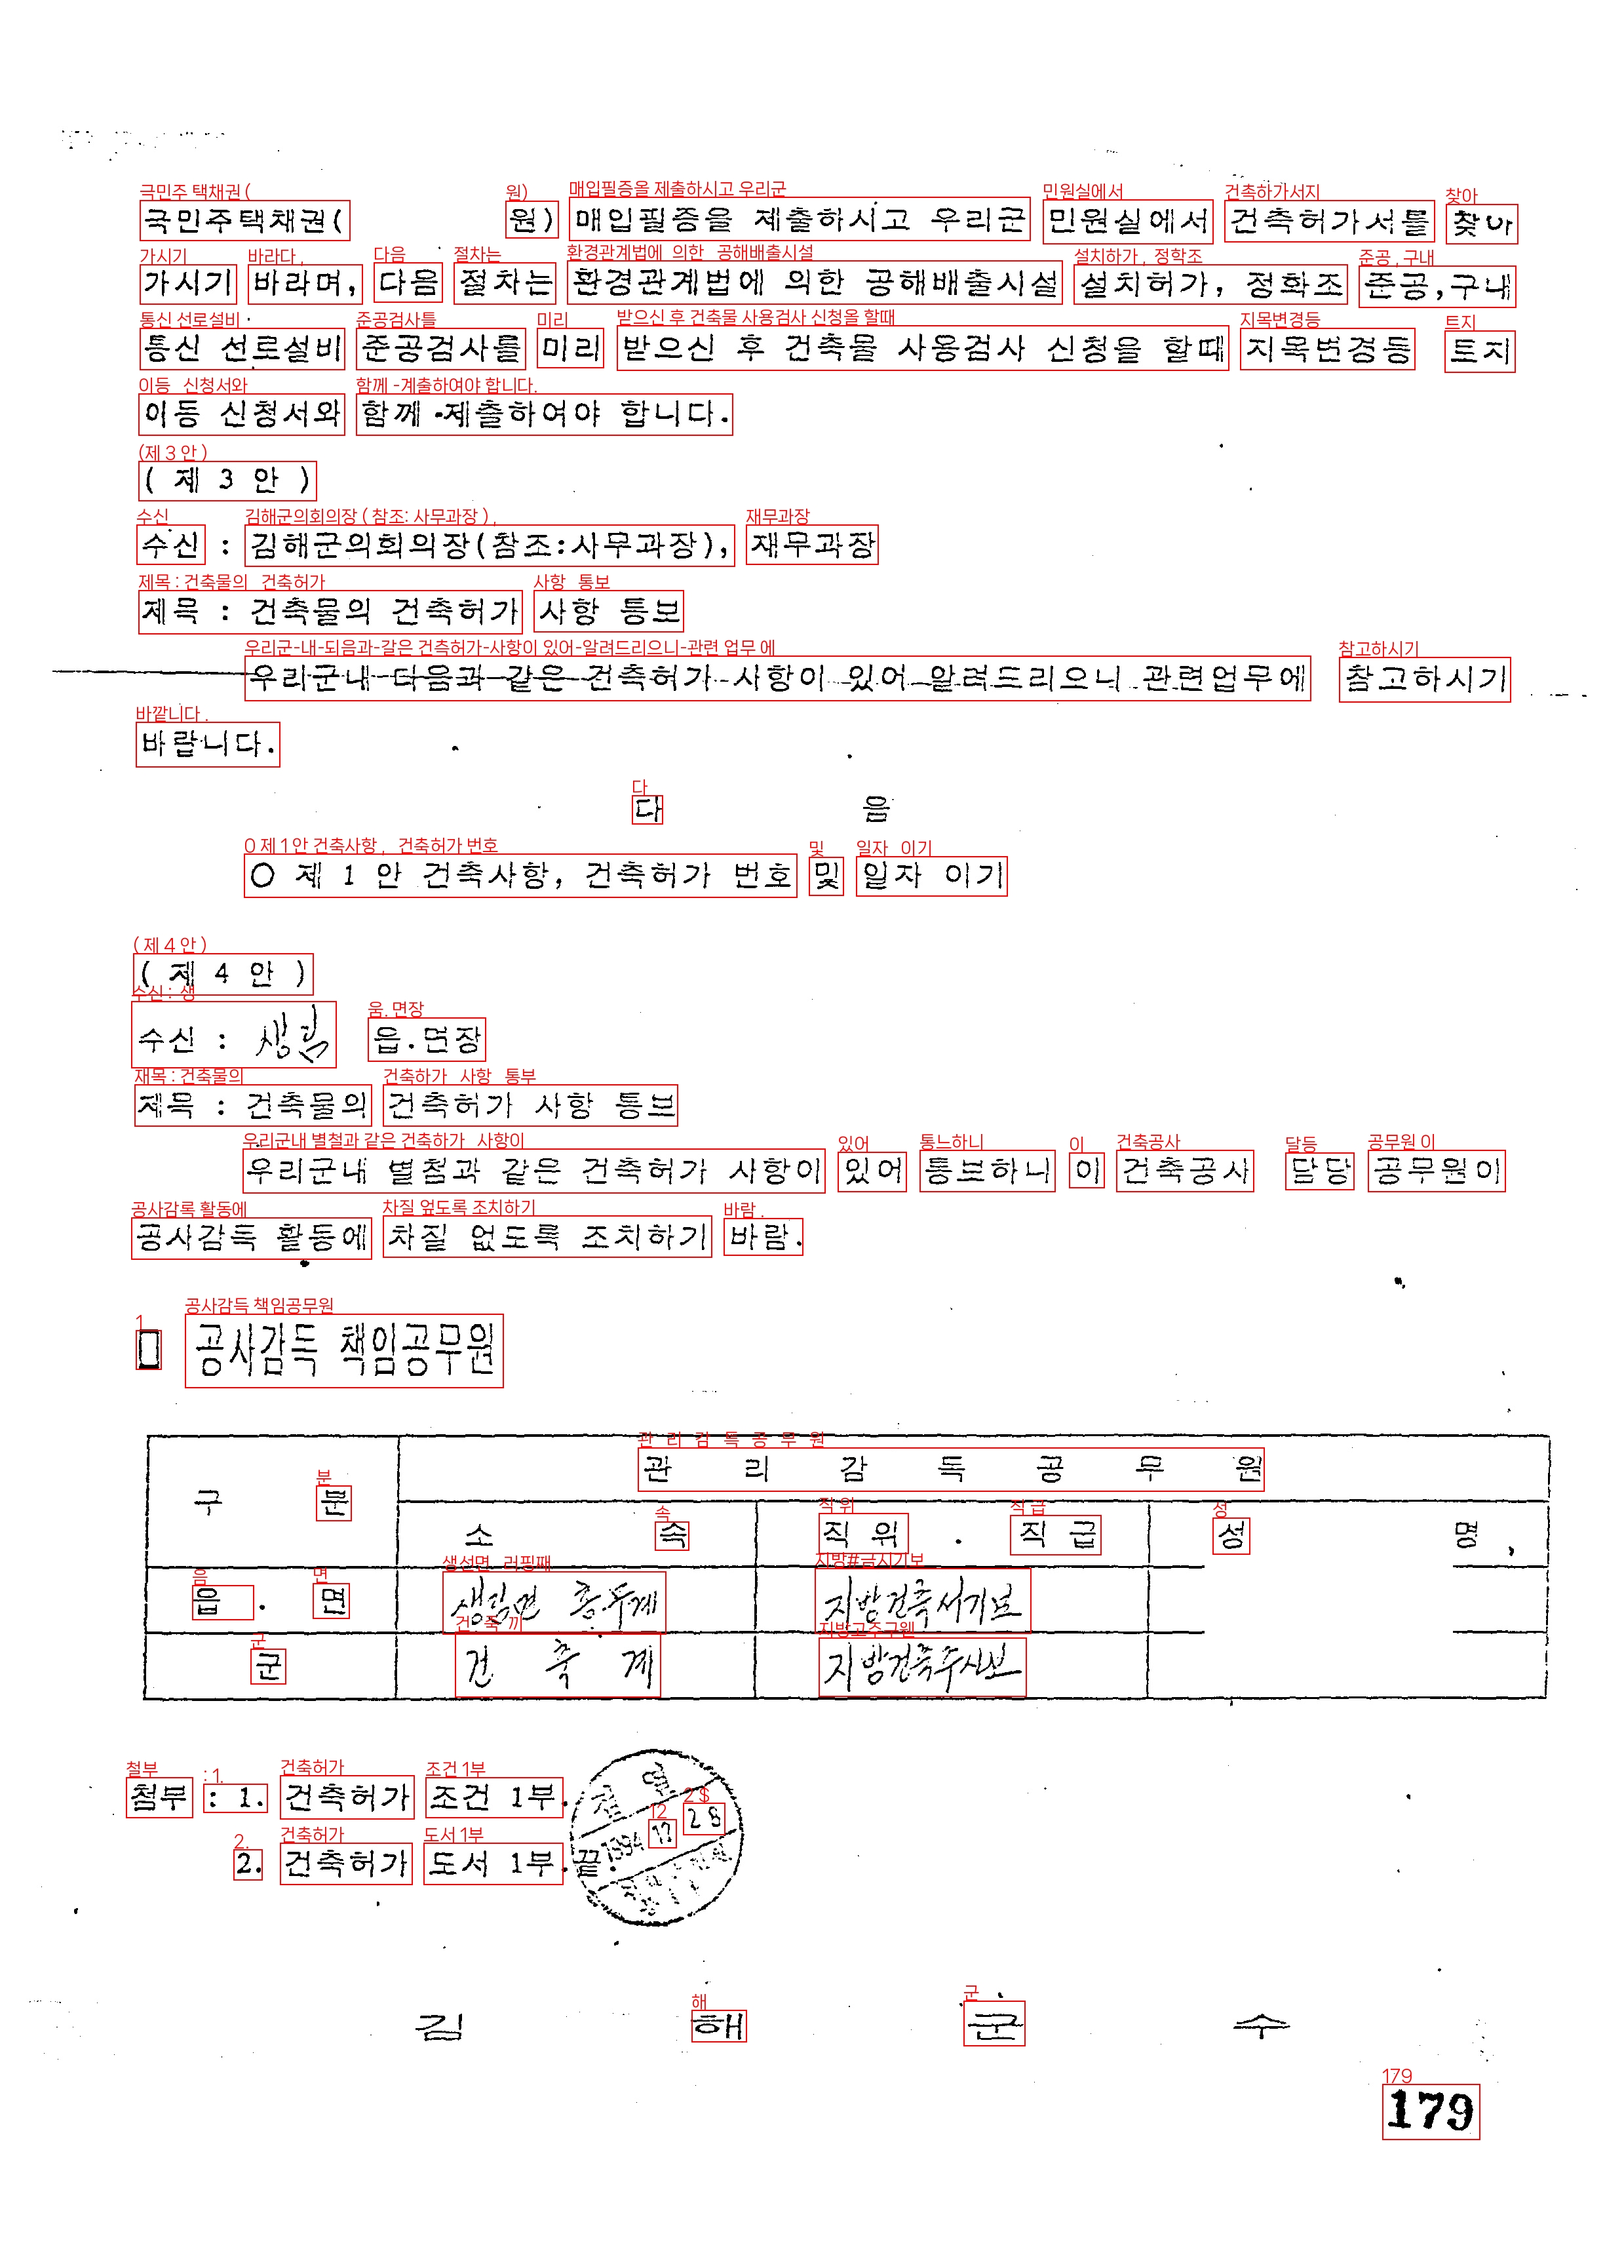 국민주택채권( 원) 매입필증을 제출하시고 우리군 민원실에서 건축허가서를 찾아
가시기 바라며, 다음 절차는 환경관계법에 의한 공해배출시설 설치허가, 정화조 준공,구내
통신 선로설비 준공검사를 미리 받으신 후 건축물 사용검사 신청을 할때 지목변경등 토지
이동 신청서와 함께 제출하여야 합니다.
( 제 3 안 )
수신 : 김해군의회의장(참조:사무과장), 재무과장
제목 : 건축물의 건축허가 사항 통보
우리군내 다음과 같은 건축허가 사항이 있어 알려드리오니 관련업무에 참고하시기
바랍니다.
다 음
○ 제 1 안 건축사항, 건축허가 번호 및 일자 이기
( 제 4 안 )
수신 : 생림 읍.면장
제목 : 건축물의 건축허가 사항 통보
우리군내 별첨과 같은 건축허가 사항이 있어 통보하니 이 건축공사 담당 공무원이
공사감독 활동에 차질 없도록 조치하기 바람.
□ 공사감독 책임공무원
관 리 감 독 공 무 원
구 분
소 속 직 위 . 직 급 성 명
읍 . 면 생림면 총무계 지방건축서기보
군 건 축 계 지방건축주사보
첨부 : 1. 건축허가 조건 1부.
2. 건축허가 도서 1부.끝.
1994 12 28
김 해 군 수
179